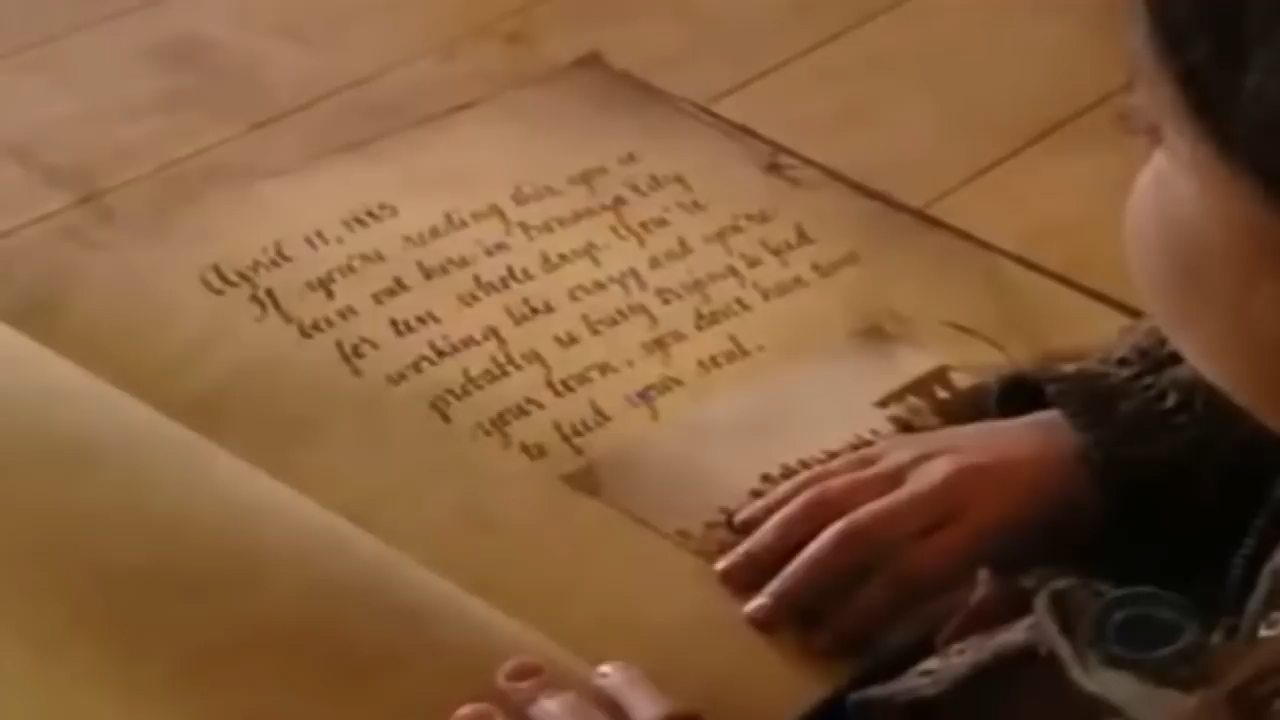 April 11, 1885
If you're reading this you've
been out here in Bonanza City
for ten whole days. You're
working like crazy and you're
probably so busy trying to feed
your town, you don't have time
to feed your soul.